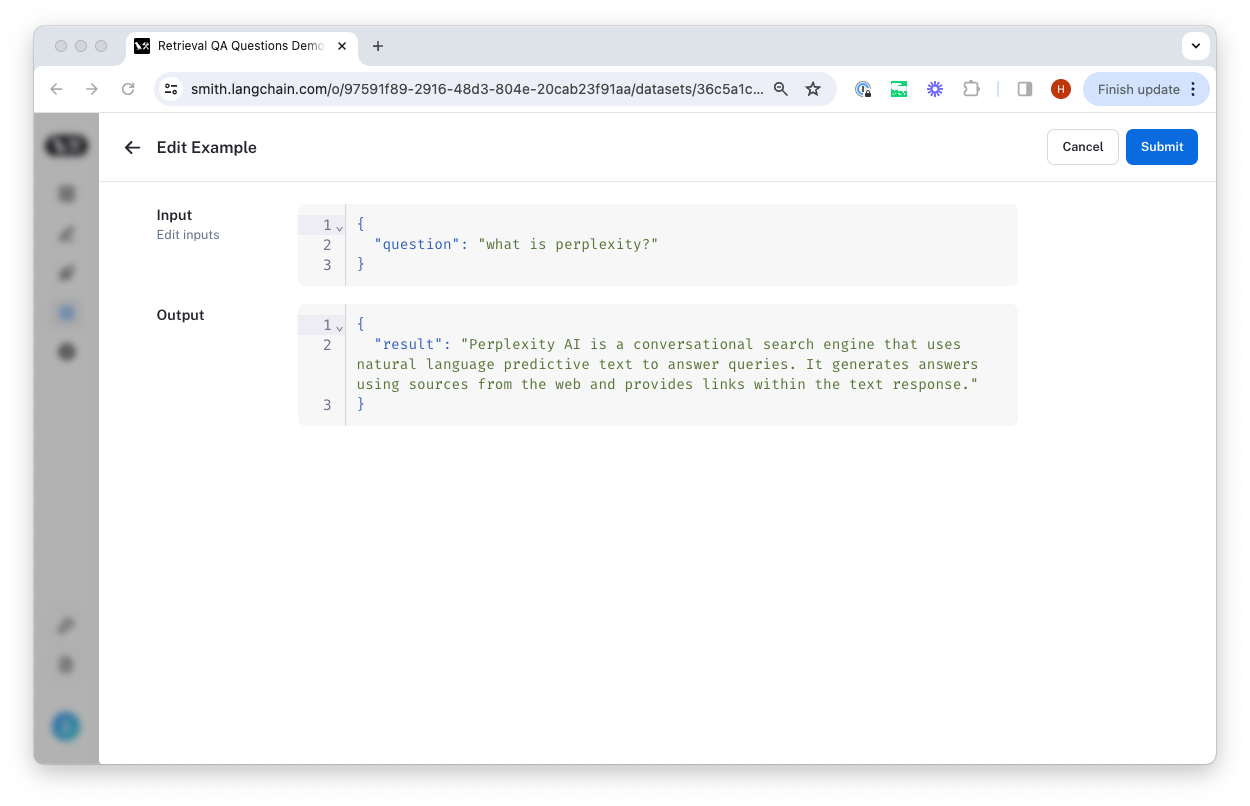 Retrieval QA Questions Demo
smith.langchain.com/o/97591f89-2916-48d3-804e-20cab23f91aa/datasets/36c5a1c...
H
Finish update
Edit Example
Cancel
Submit
Input
Edit inputs
1 {
2 "question": "what is perplexity?"
3 }
Output
1 {
2 "result": "Perplexity AI is a conversational search engine that uses
natural language predictive text to answer queries. It generates answers
using sources from the web and provides links within the text response."
3 }